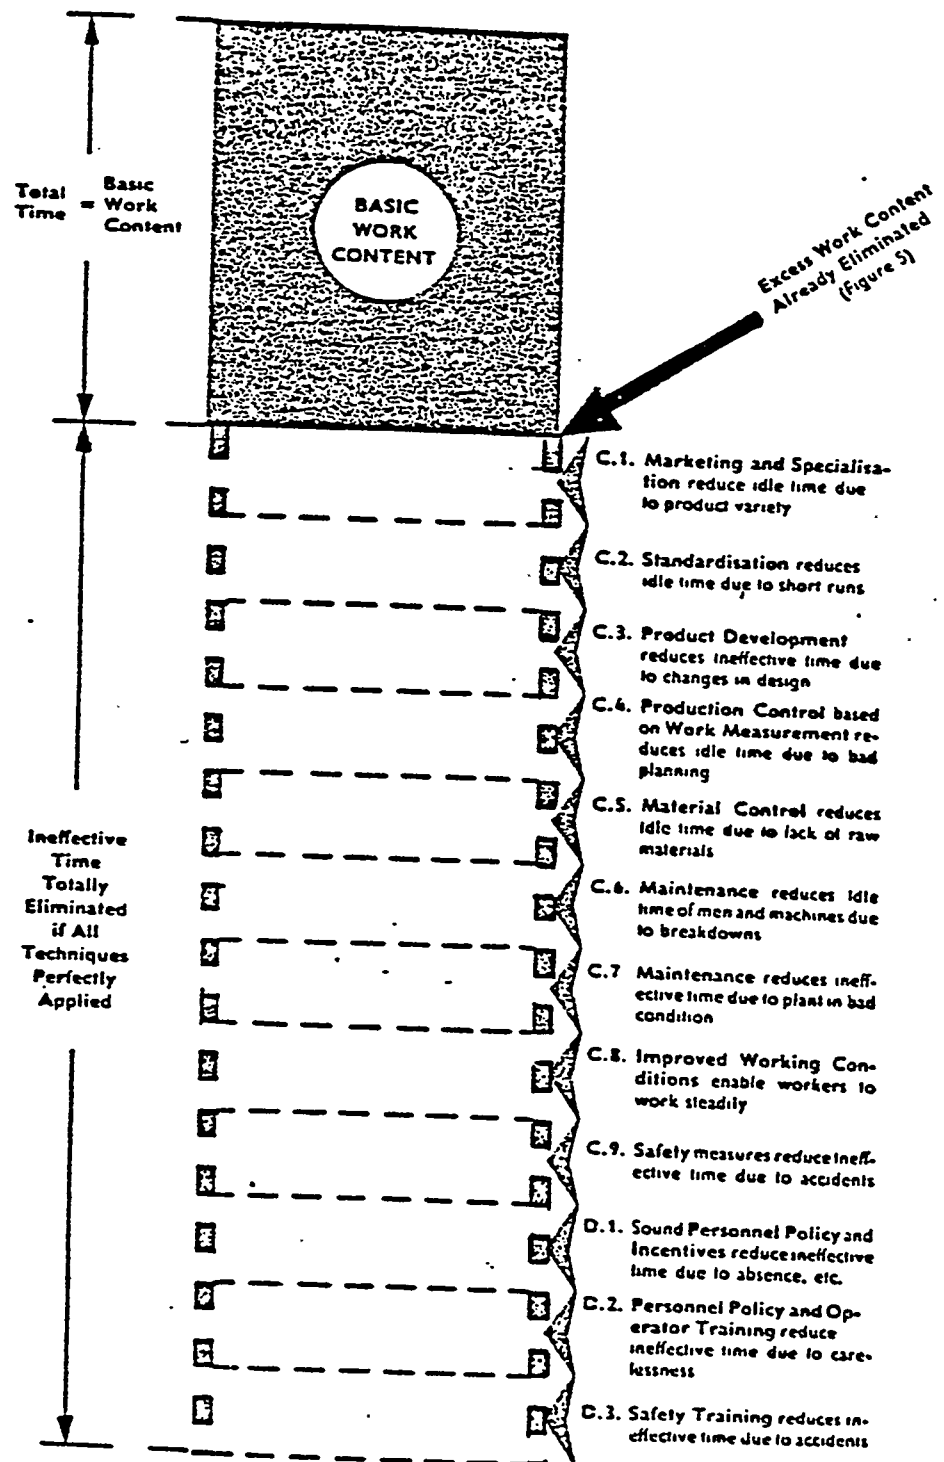 Total
Time
=
Basic
Work
Content
BASIC
WORK
CONTENT
Excess Work Content
Already Eliminated
(Figure 5)
Ineffective
Time
Totally
Eliminated
if All
Techniques
Perfectly
Applied
C.1. Marketing and Specialisa-
tion reduce idle time due
to product variety
C.2. Standardisation reduces
idle time due to short runs
C.3. Product Development
reduces ineffective time due
to changes in design
C.4. Production Control based
on Work Measurement re-
duces idle time due to bad
planning
C.5. Material Control reduces
idle time due to lack of raw
materials
C.6. Maintenance reduces idle
time of men and machines due
to breakdowns
C.7 Maintenance reduces ineff-
ective time due to plant in bad
condition
C.8. Improved Working Con-
ditions enable workers to
work steadily
C.9. Safety measures reduce ineff-
ective time due to accidents
D.1. Sound Personnel Policy and
Incentives reduce ineffective
time due to absence, etc.
D.2. Personnel Policy and Op-
erator Training reduce
ineffective time due to care-
lessness
D.3. Safety Training reduces in-
effective time due to accidents